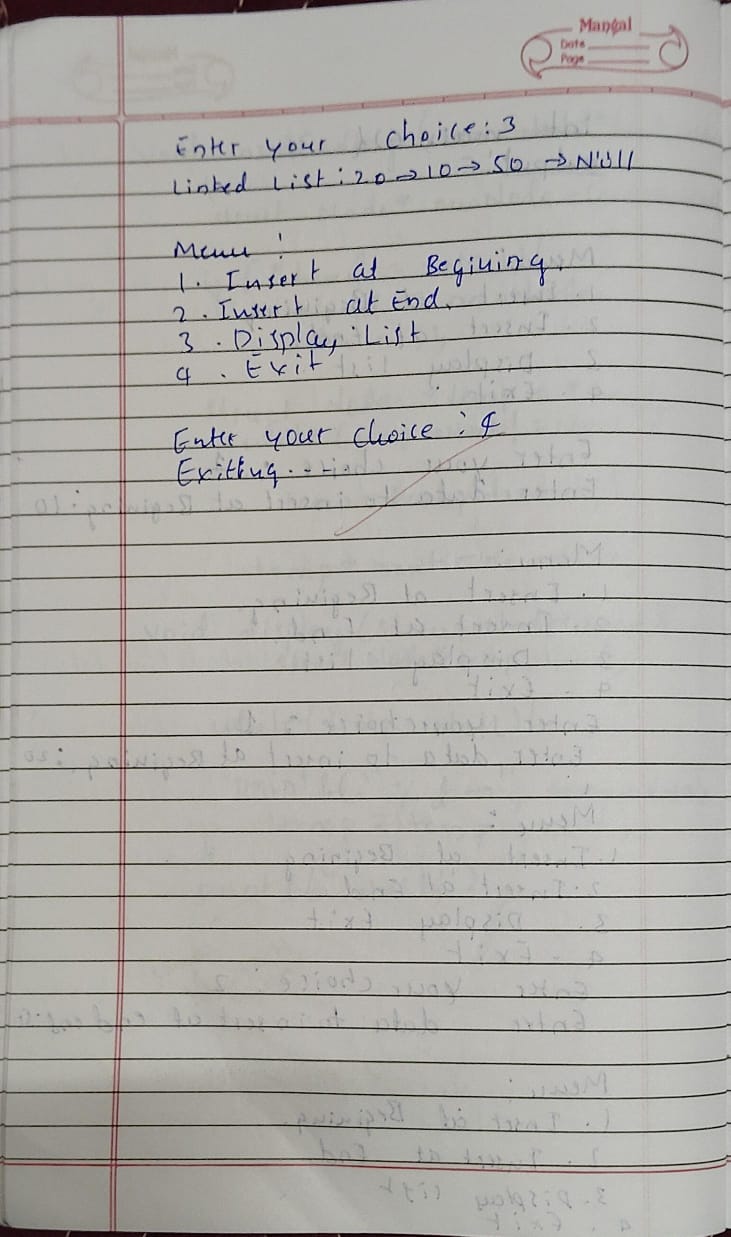 Mangal
Date
Page
Enter your choice: 3
Linked List: 20 → 10 → 50 → Null
Menu :
1. Insert at Begining.
2. Insert at End.
3. Display List
4. Exit
Enter your choice : 4
Exiting....